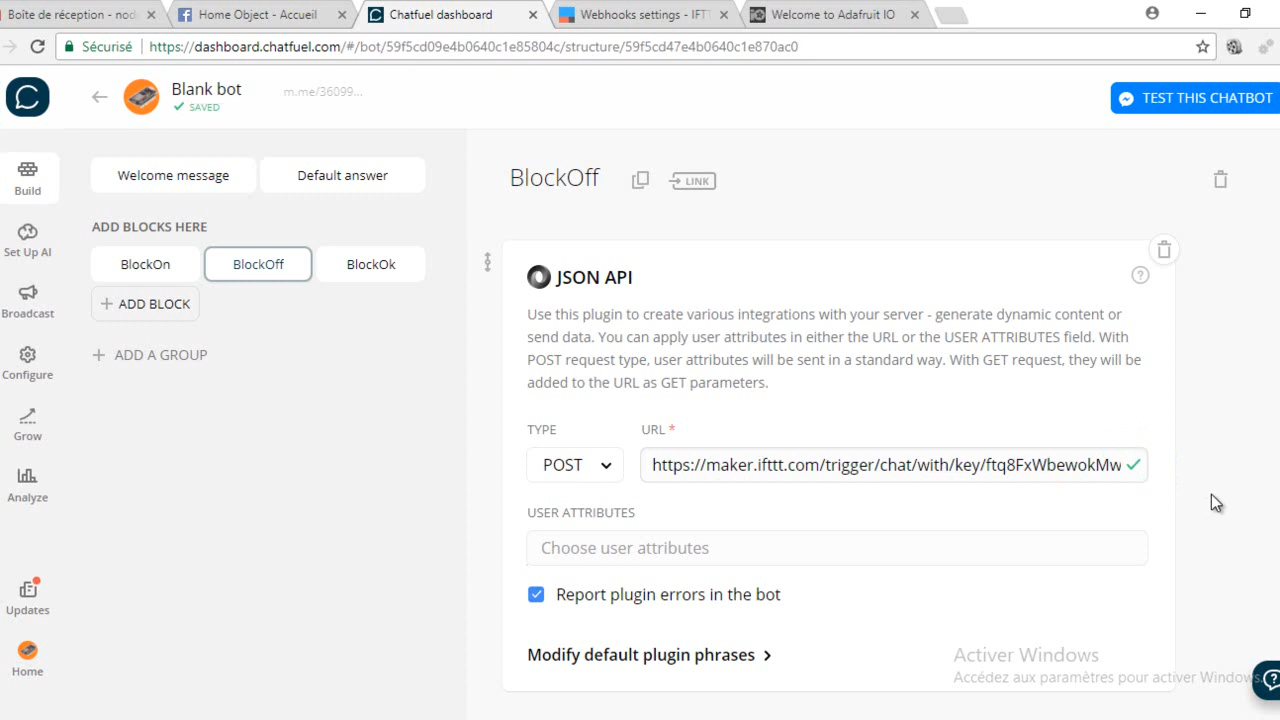 Boîte de réception - nod
Home Object - Accueil
Chatfuel dashboard
Webhooks settings - IFTT
Welcome to Adafruit IO
Sécurisé
https://dashboard.chatfuel.com/#/bot/59f5cd09e4b0640c1e85804c/structure/59f5cd47e4b0640c1e870ac0
Blank bot
SAVED
m.me/36099...
TEST THIS CHATBOT
Build
Set Up AI
Broadcast
Configure
Grow
Analyze
Updates
Home
Welcome message
Default answer
ADD BLOCKS HERE
BlockOn
BlockOff
BlockOk
+ ADD BLOCK
+ ADD A GROUP
BlockOff
LINK
JSON API
Use this plugin to create various integrations with your server - generate dynamic content or
send data. You can apply user attributes in either the URL or the USER ATTRIBUTES field. With
POST request type, user attributes will be sent in a standard way. With GET request, they will be
added to the URL as GET parameters.
TYPE
URL *
POST
https://maker.ifttt.com/trigger/chat/with/key/ftq8FxWbewokMw
USER ATTRIBUTES
Choose user attributes
Report plugin errors in the bot
Modify default plugin phrases
Activer Windows
Accédez aux paramètres pour activer Windows.